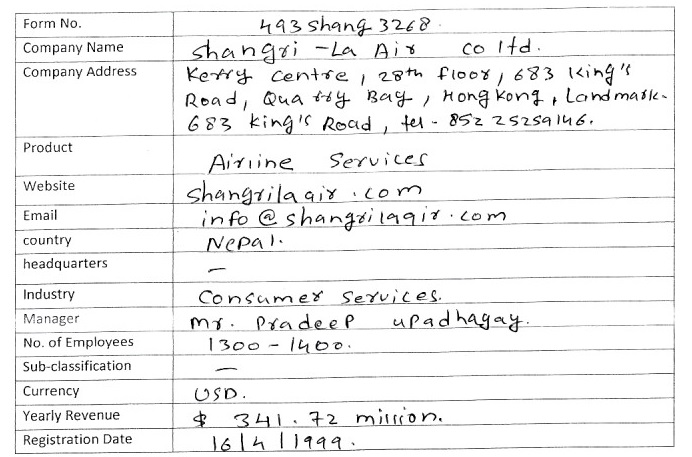 Form No. 493 shang 3268.
Company Name shangri -La Air co ltd.
Company Address Kerry centre, 28th floor, 683 King's
Road, Quarry Bay, Hong Kong, Landmark-
683 king's Road, tel - 852 25259146.
Product Airline Services
Website shangrilaair.com
Email info@shangrilaair.com
country Nepal.
headquarters –
Industry Consumer Services.
Manager mr. Pradeep upadhagay.
No. of Employees 1300 - 1400.
Sub-classification –
Currency USD.
Yearly Revenue $ 341.72 million.
Registration Date 16/4/1999.